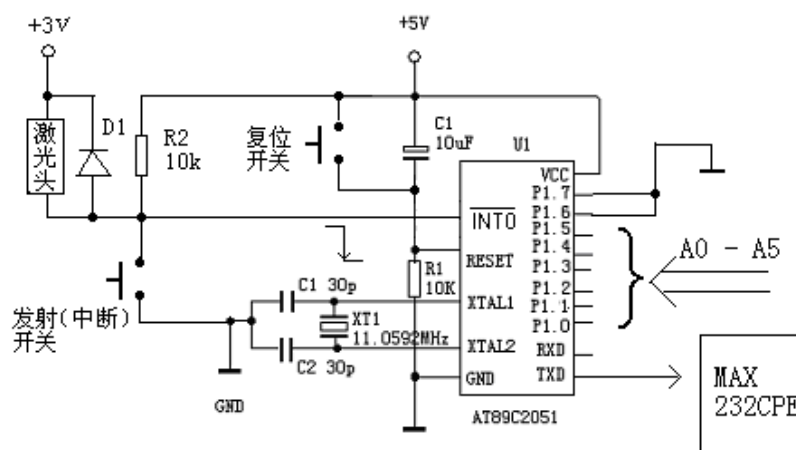 +3V
+5V
激光头
D1
R2
10k
复位
开关
C1
10uF
U1
VCC
P1.7
P1.6
P1.5
P1.4
P1.3
P1.2
P1.1
P1.0
RXD
TXD
INT0
RESET
XTAL1
XTAL2
GND
A0 - A5
R1
10K
C1 30p
XT1
11.0592MHz
C2 30p
发射(中断)
开关
GND
AT89C2051
MAX
232CPE